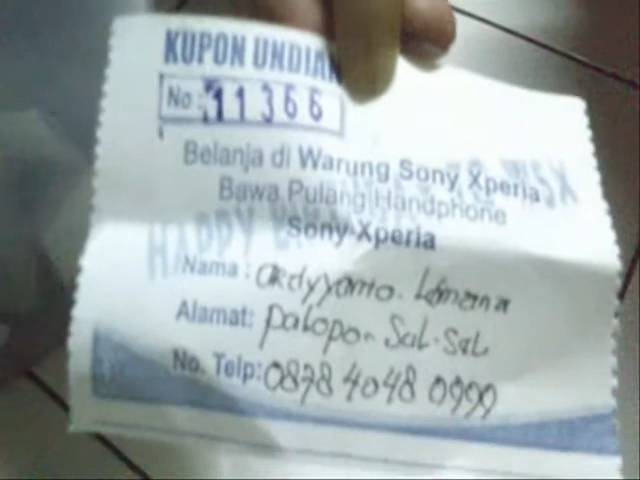 KUPON UNDIAN
No : 11366
Belanja di Warung Sony Xperia
Bawa Pulang Handphone
Sony Xperia
HAPPY
Nama :
Alamat: Palopo - Sul-Sel
No. Telp: 0878 4048 0999